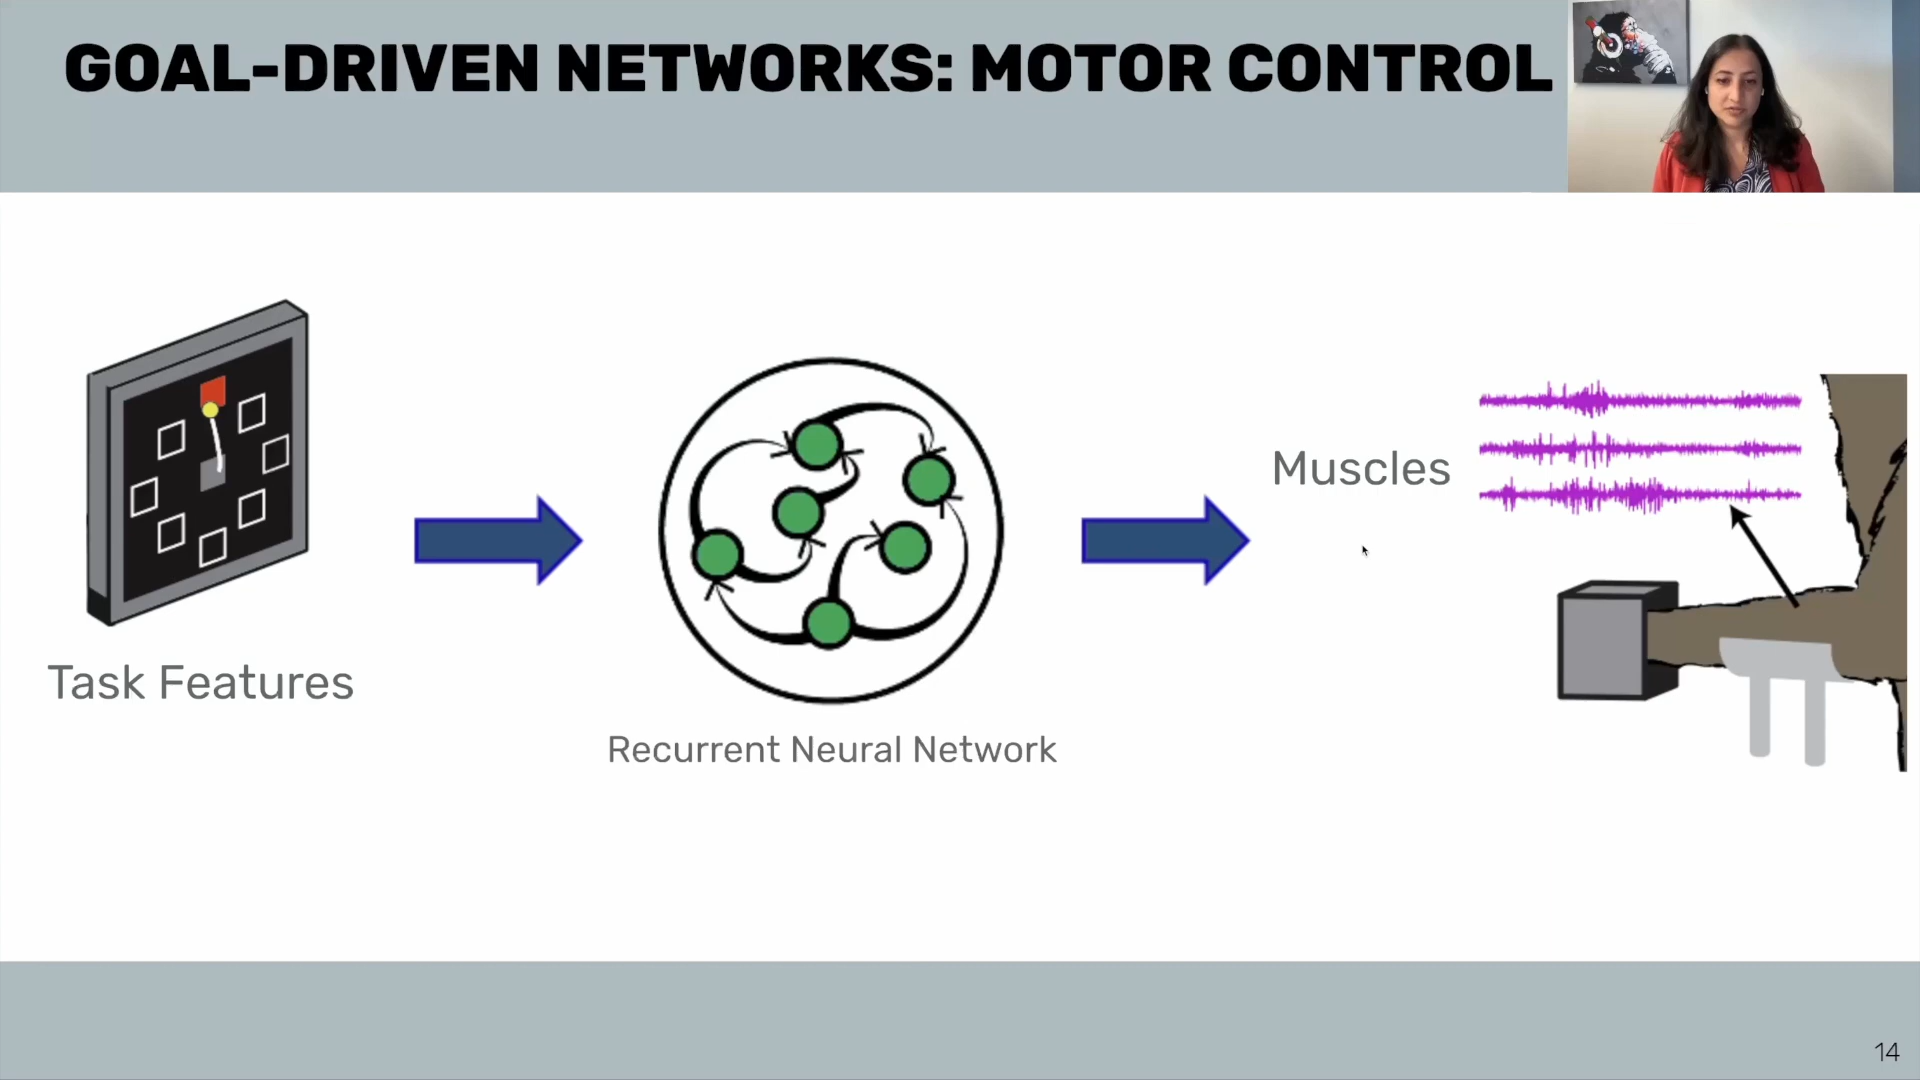 GOAL-DRIVEN NETWORKS: MOTOR CONTROL
Muscles
Task Features
Recurrent Neural Network
14